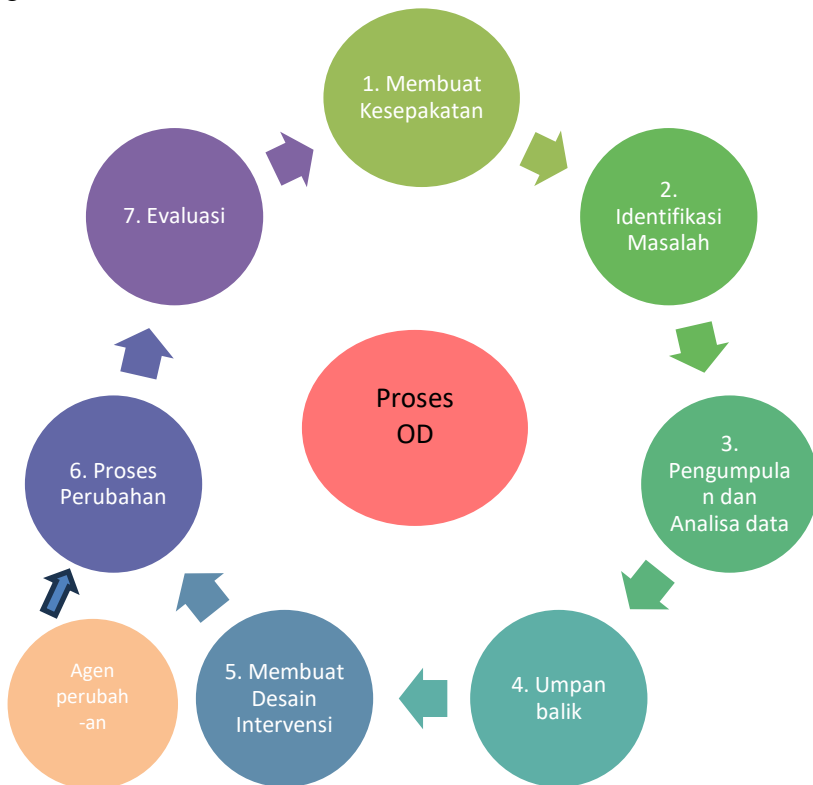 1. Membuat
Kesepakatan
2.
Identifikasi
Masalah
3.
Pengumpula
n dan
Analisa data
4. Umpan
balik
5. Membuat
Desain
Intervensi
Agen
perubah
-an
6. Proses
Perubahan
7. Evaluasi
Proses
OD